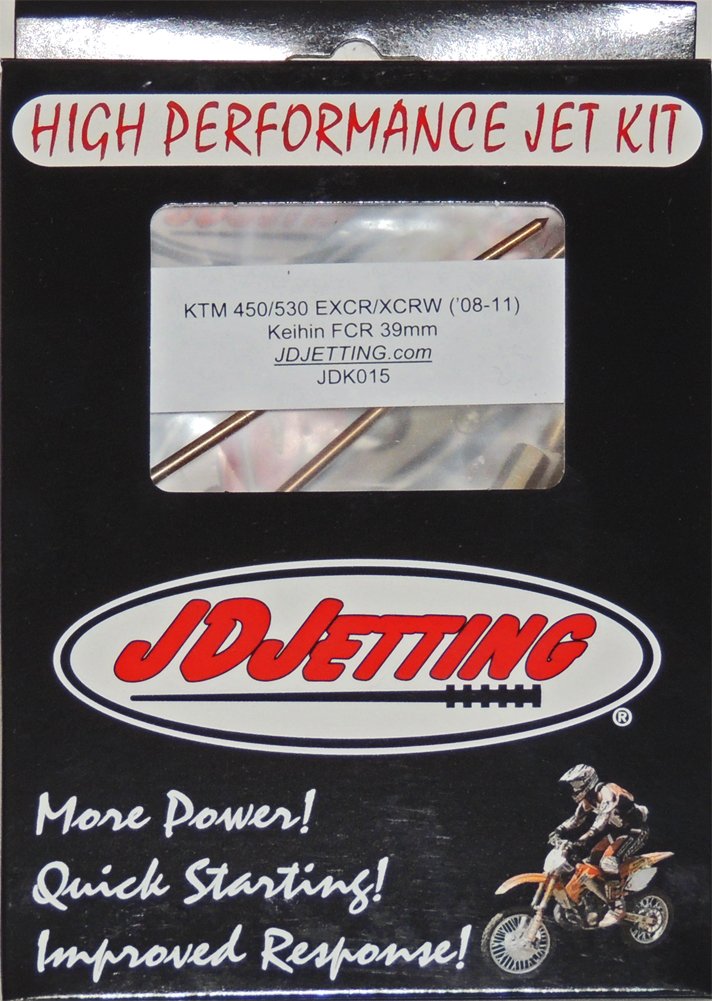 HIGH PERFORMANCE JET KIT
KTM 450/530 EXCR/XCRW ('08-11)
Keihin FCR 39mm
JDJETTING.com
JDK015
JDJETTING
®
More Power!
Quick Starting!
Improved Response!